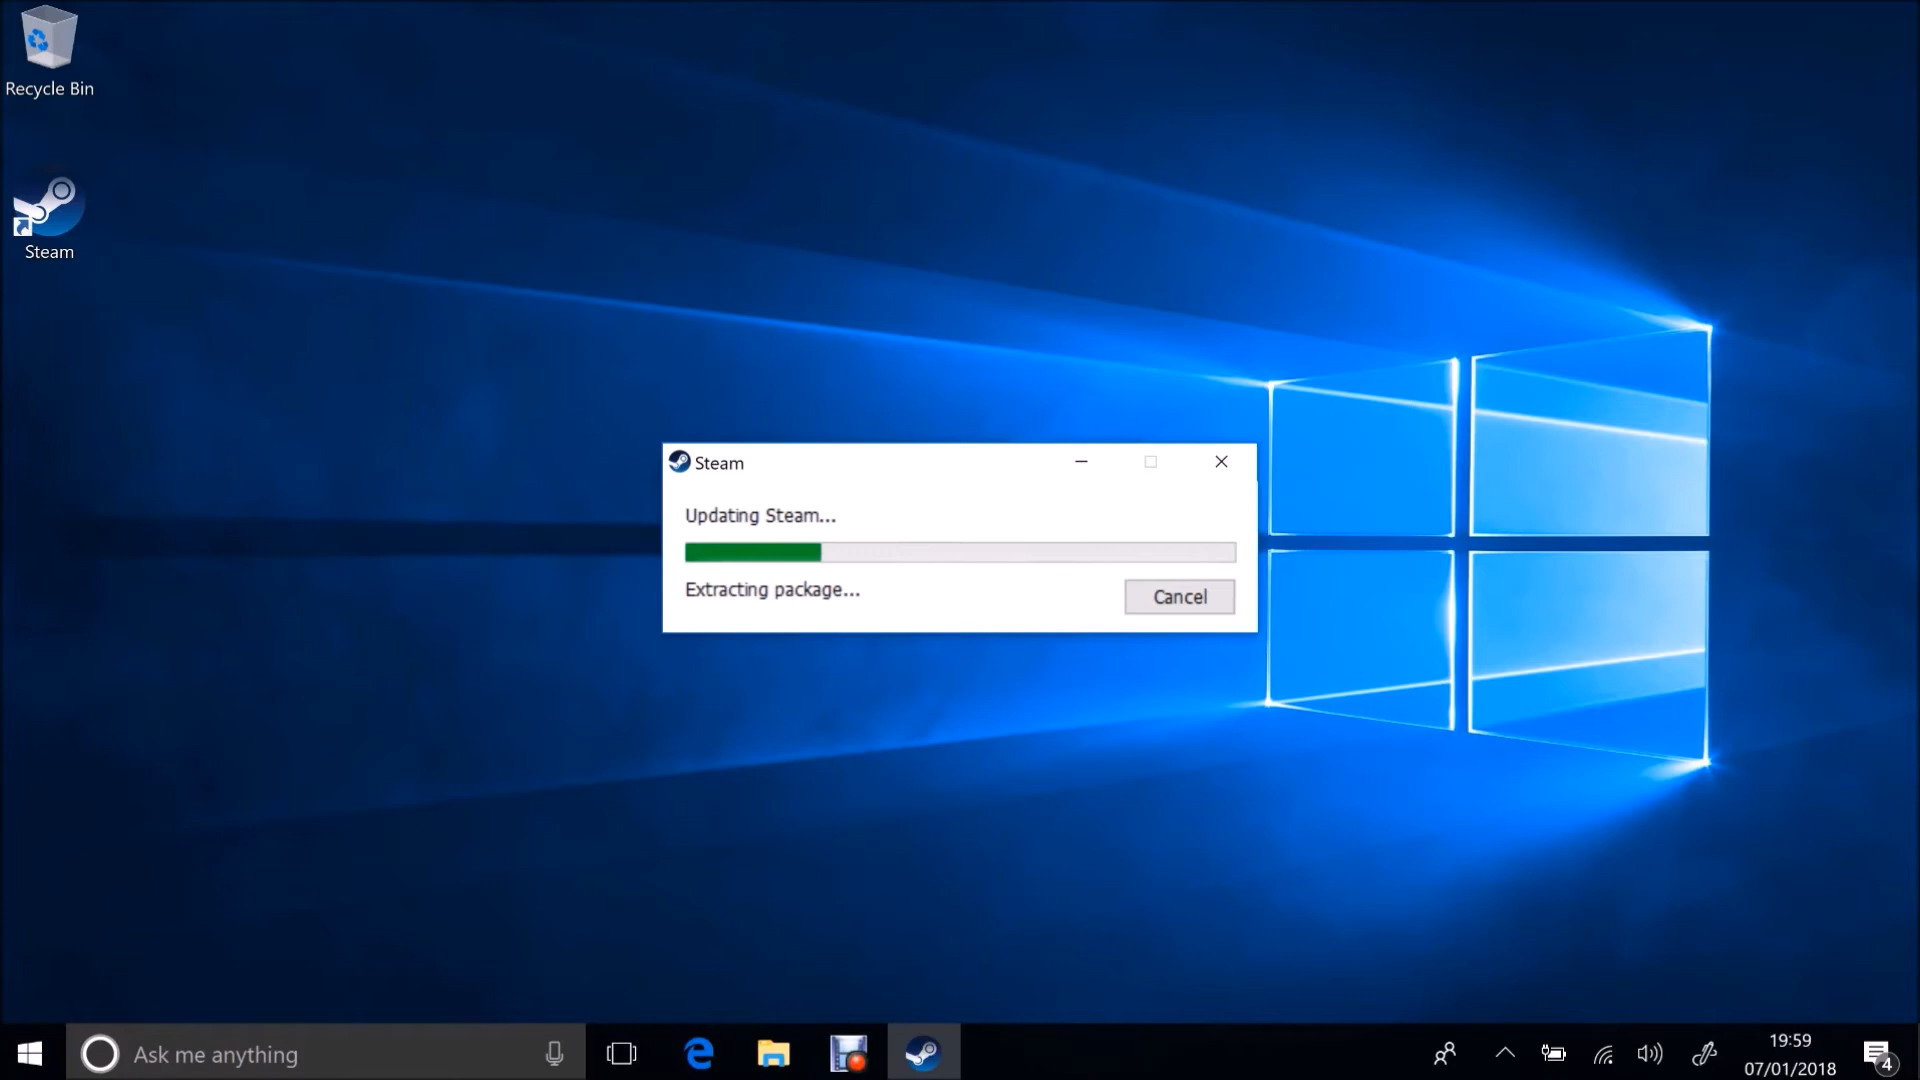 Recycle Bin
Steam
Steam
Updating Steam...
Extracting package...
Cancel
Ask me anything
19:59
07/01/2018
4